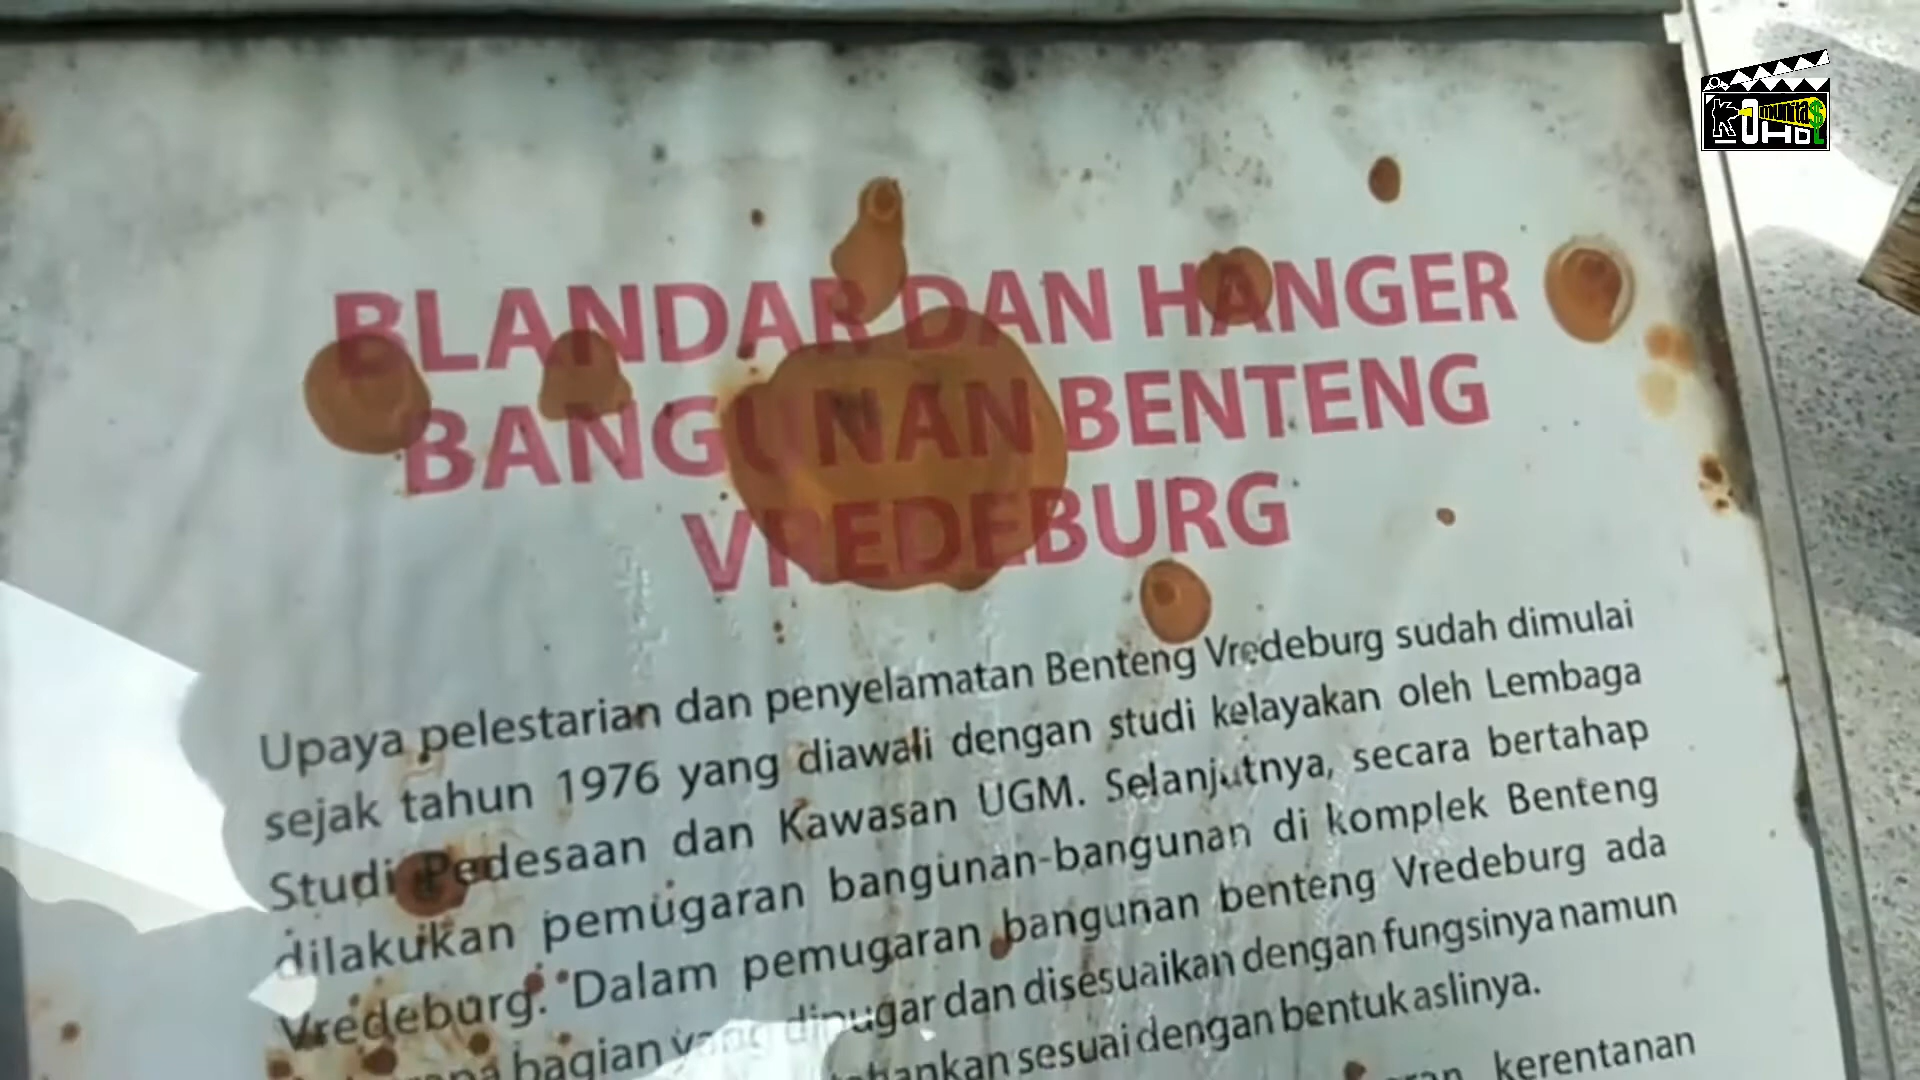 BLANDAR DAN HANGER
BANGUNAN BENTENG
VREDEBURG
Upaya pelestarian dan penyelamatan Benteng Vredeburg sudah dimulai
sejak tahun 1976 yang diawali dengan studi kelayakan oleh Lembaga
Studi Pedesaan dan Kawasan UGM. Selanjutnya, secara bertahap
dilakukan pemugaran bangunan-bangunan di komplek Benteng
Vredeburg. Dalam pemugaran bangunan benteng Vredeburg ada
bagian yang dipugar dan disesuaikan dengan fungsinya namun
sesuai dengan bentuk aslinya.
kerentanan